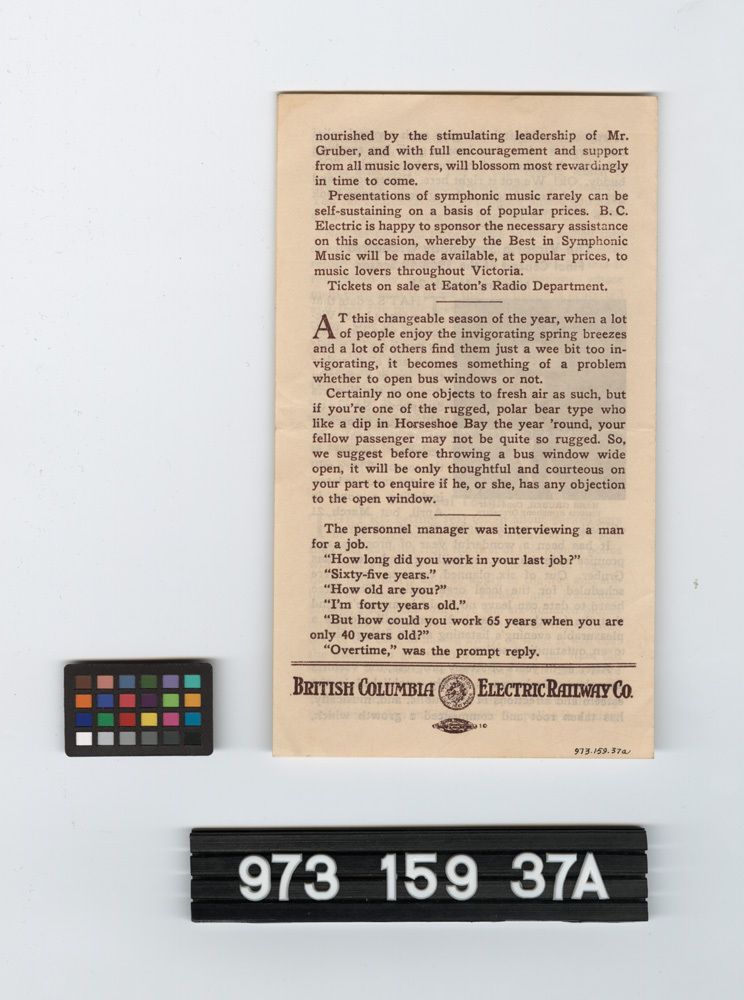 nourished by the stimulating leadership of Mr.
Gruber, and with full encouragement and support
from all music lovers, will blossom most rewardingly
in time to come.
Presentations of symphonic music rarely can be
self-sustaining on a basis of popular prices. B. C.
Electric is happy to sponsor the necessary assistance
on this occasion, whereby the Best in Symphonic
Music will be made available, at popular prices, to
music lovers throughout Victoria.
Tickets on sale at Eaton's Radio Department.
AT this changeable season of the year, when a lot
of people enjoy the invigorating spring breezes
and a lot of others find them just a wee bit too in-
vigorating, it becomes something of a problem
whether to open bus windows or not.
Certainly no one objects to fresh air as such, but
if you're one of the rugged, polar bear type who
like a dip in Horseshoe Bay the year 'round, your
fellow passenger may not be quite so rugged. So,
we suggest before throwing a bus window wide
open, it will be only thoughtful and courteous on
your part to enquire if he, or she, has any objection
to the open window.
The personnel manager was interviewing a man
for a job.
"How long did you work in your last job?"
"Sixty-five years."
"How old are you?"
"I'm forty years old."
"But how could you work 65 years when you are
only 40 years old?"
"Overtime," was the prompt reply.
BRITISH COLUMBIA ELECTRIC RAILWAY CO.
10
973.159.37a
973 159 37A